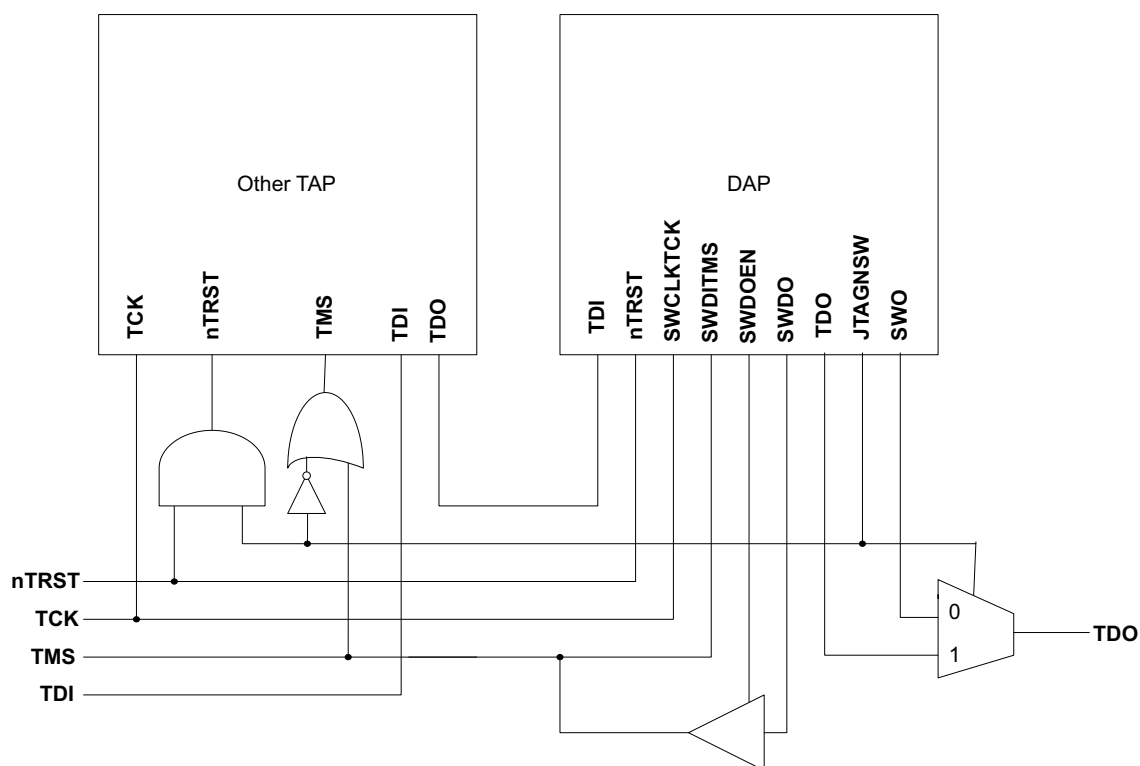 Other TAP
DAP
TCK
nTRST
TMS
TDI
TDO
TDI
nTRST
SWCLKTCK
SWDITMS
SWDOEN
SWDO
TDO
JTAGNSW
SWO
nTRST
TCK
TMS
TDI
0
1
TDO